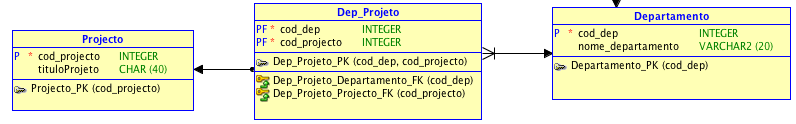 Projecto
P * cod_projecto INTEGER
tituloProjeto CHAR (40)
Projecto_PK (cod_projecto)
Dep_Projeto
PF * cod_dep INTEGER
PF * cod_projecto INTEGER
Dep_Projeto_PK (cod_dep, cod_projecto)
Dep_Projeto_Departamento_FK (cod_dep)
Dep_Projeto_Projecto_FK (cod_projecto)
Departamento
P * cod_dep INTEGER
nome_departamento VARCHAR2 (20)
Departamento_PK (cod_dep)